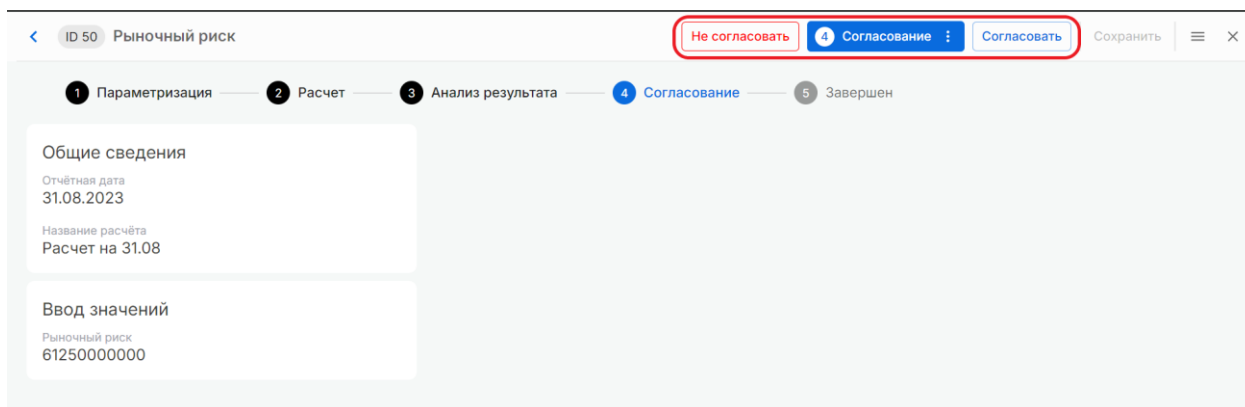 ID 50 Рыночный риск Не согласовать 4 Согласование Согласовать Сохранить
1 Параметризация 2 Расчет 3 Анализ результата 4 Согласование 5 Завершен
Общие сведения
Отчётная дата
31.08.2023
Название расчёта
Расчет на 31.08
Ввод значений
Рыночный риск
61250000000